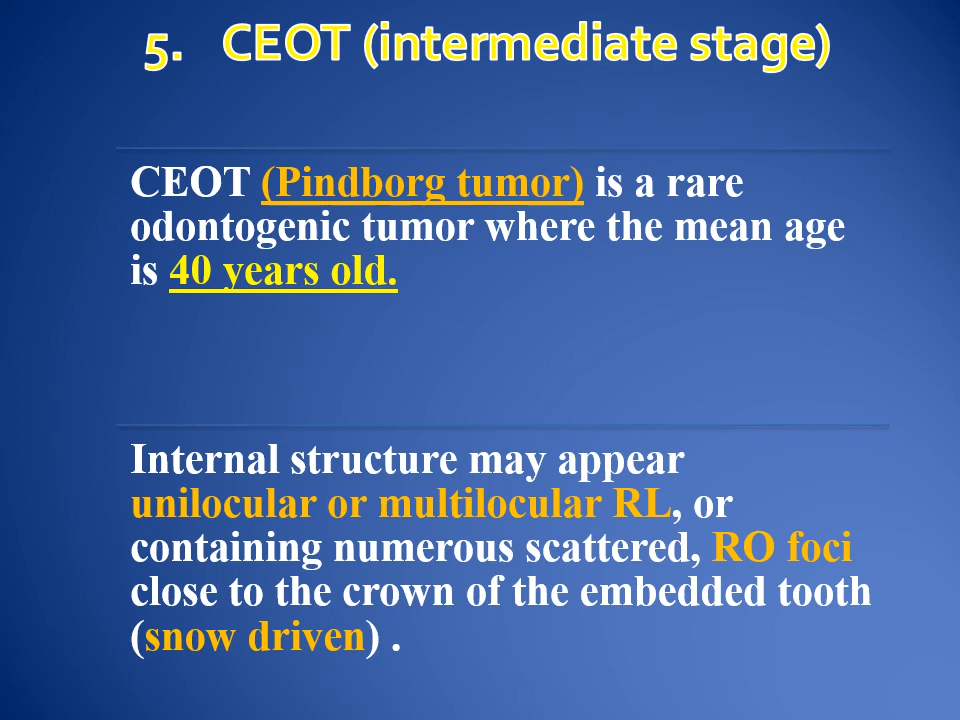 5. CEOT (intermediate stage)
CEOT (Pindborg tumor) is a rare
odontogenic tumor where the mean age
is 40 years old.
Internal structure may appear
unilocular or multilocular RL, or
containing numerous scattered, RO foci
close to the crown of the embedded tooth
(snow driven) .